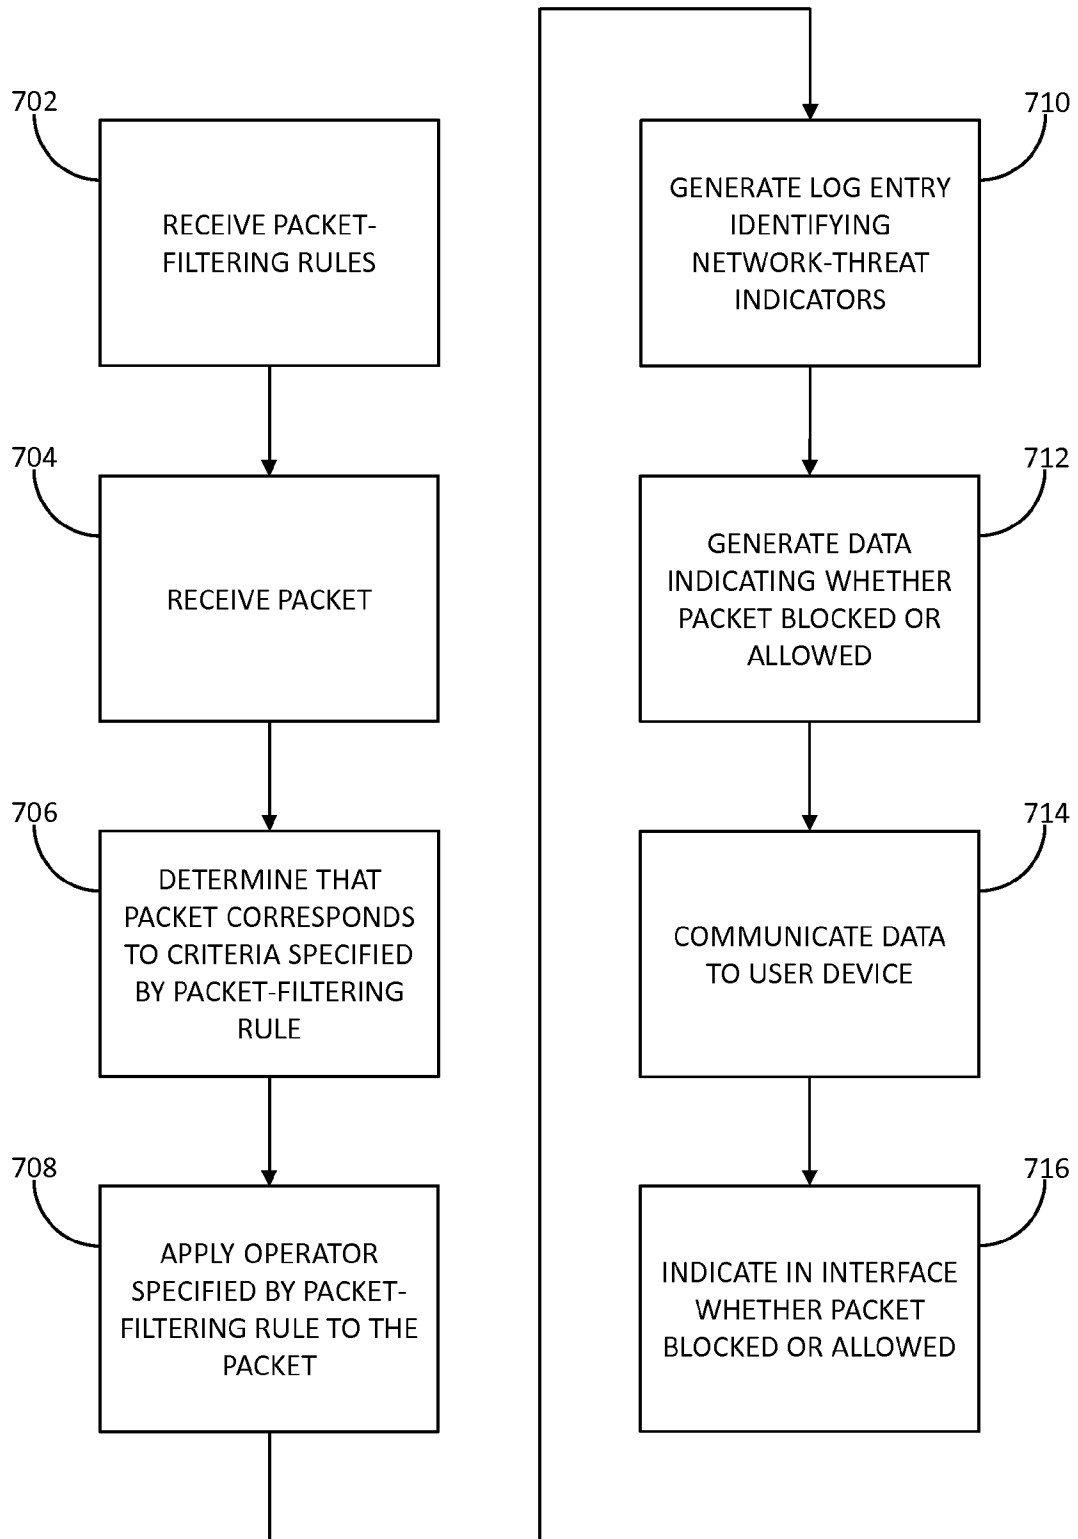 702
RECEIVE PACKET-
FILTERING RULES
704
RECEIVE PACKET
706
DETERMINE THAT
PACKET CORRESPONDS
TO CRITERIA SPECIFIED
BY PACKET-FILTERING
RULE
708
APPLY OPERATOR
SPECIFIED BY PACKET-
FILTERING RULE TO THE
PACKET
710
GENERATE LOG ENTRY
IDENTIFYING
NETWORK-THREAT
INDICATORS
712
GENERATE DATA
INDICATING WHETHER
PACKET BLOCKED OR
ALLOWED
714
COMMUNICATE DATA
TO USER DEVICE
716
INDICATE IN INTERFACE
WHETHER PACKET
BLOCKED OR ALLOWED